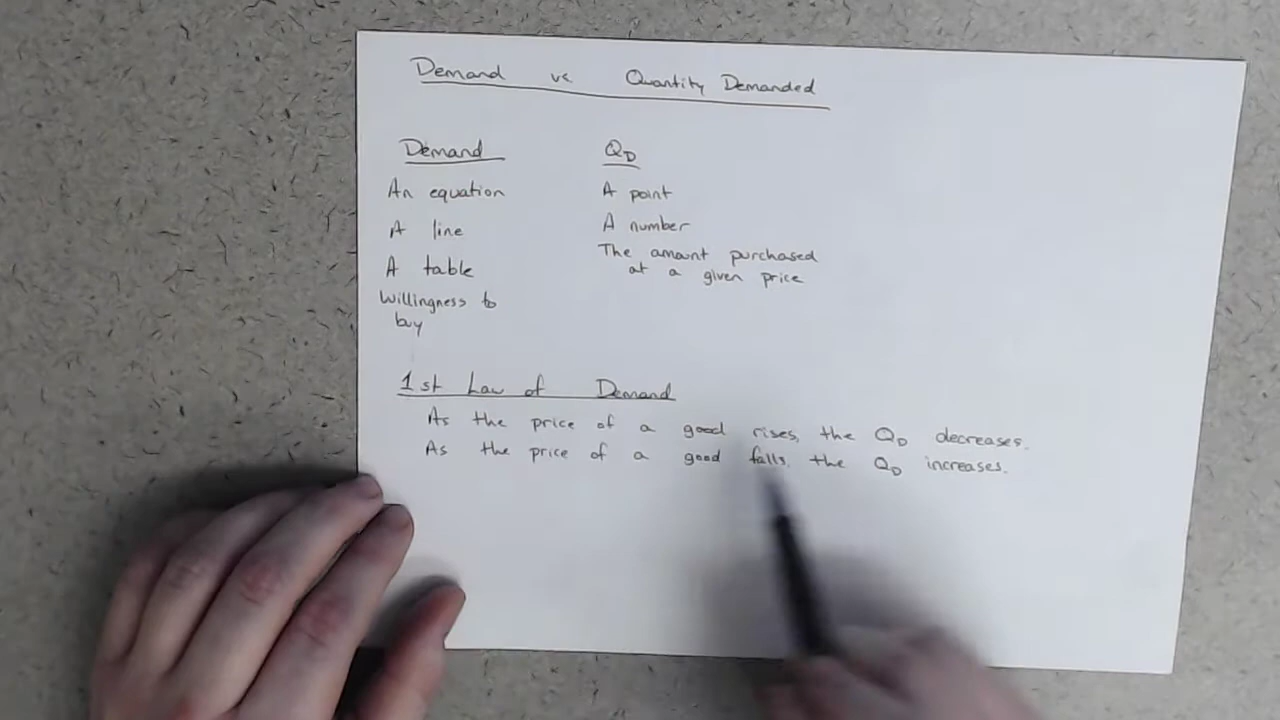 Demand vs. Quantity Demanded
Demand
An equation
A line
A table
Willingness to
buy
QD
A point
A number
The amount purchased
at a given price
1st Law of Demand
As the price of a good rises, the QD decreases.
As the price of a good falls, the QD increases.